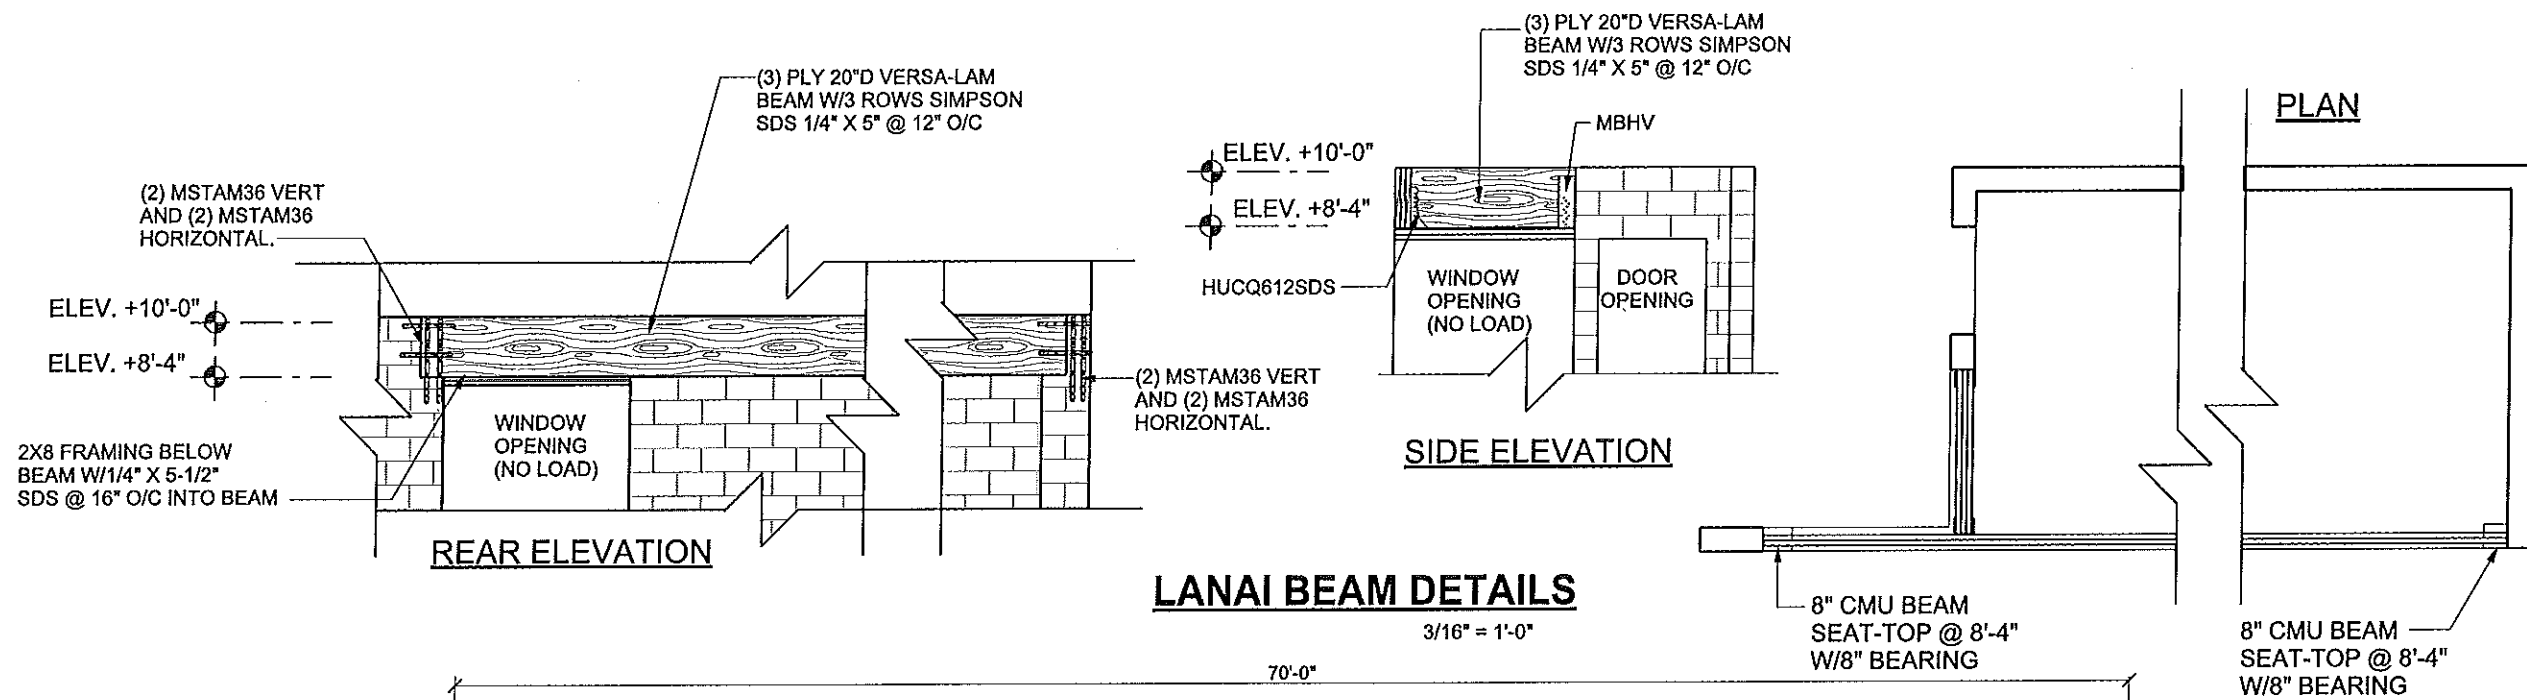 (3) PLY 20"D VERSA-LAM
BEAM W/3 ROWS SIMPSON
SDS 1/4" X 5" @ 12" O/C
(2) MSTAM36 VERT
AND (2) MSTAM36
HORIZONTAL.
ELEV. +10'-0"
ELEV. +8'-4"
2X8 FRAMING BELOW
BEAM W/1/4" X 5-1/2"
SDS @ 16" O/C INTO BEAM
WINDOW
OPENING
(NO LOAD)
(2) MSTAM36 VERT
AND (2) MSTAM36
HORIZONTAL.
REAR ELEVATION
(3) PLY 20"D VERSA-LAM
BEAM W/3 ROWS SIMPSON
SDS 1/4" X 5" @ 12" O/C
MBHV
ELEV. +10'-0"
ELEV. +8'-4"
HUCQ612SDS
WINDOW
OPENING
(NO LOAD)
DOOR
OPENING
SIDE ELEVATION
PLAN
8" CMU BEAM
SEAT-TOP @ 8'-4"
W/8" BEARING
8" CMU BEAM
SEAT-TOP @ 8'-4"
W/8" BEARING
LANAI BEAM DETAILS
3/16" = 1'-0"
70'-0"